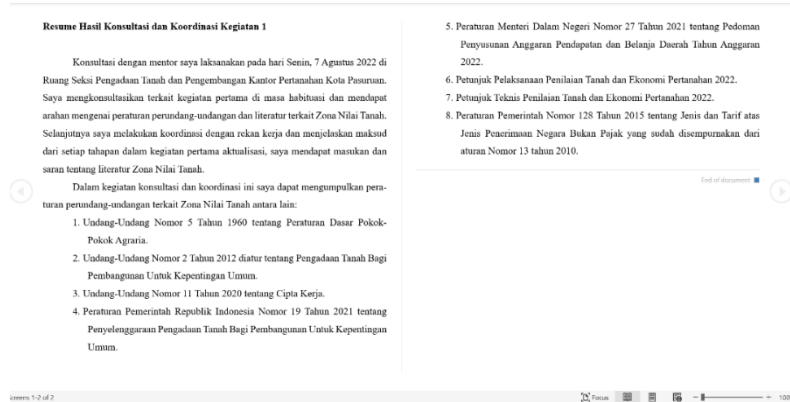 Resume Hasil Konsultasi dan Koordinasi Kegiatan 1
Konsultasi dengan mentor saya laksanakan pada hari Senin, 7 Agustus 2022 di
Ruang Seksi Pengadaan Tanah dan Pengembangan Kantor Pertanahan Kota Pasuruan.
Saya mengkonsultasikan terkait kegiatan pertama di masa habituasi dan mendapat
arahan mengenai peraturan perundang-undangan dan literatur terkait Zona Nilai Tanah.
Selanjutnya saya melakukan koordinasi dengan rekan kerja dan menjelaskan maksud
dari setiap tahapan dalam kegiatan pertama aktualisasi, saya mendapat masukan dan
saran tentang literatur Zona Nilai Tanah.
Dalam kegiatan konsultasi dan koordinasi ini saya dapat mengumpulkan pera-
turan perundang-undangan terkait Zona Nilai Tanah antara lain:
1. Undang-Undang Nomor 5 Tahun 1960 tentang Peraturan Dasar Pokok-
Pokok Agraria.
2. Undang-Undang Nomor 2 Tahun 2012 diatur tentang Pengadaan Tanah Bagi
Pembangunan Untuk Kepentingan Umum.
3. Undang-Undang Nomor 11 Tahun 2020 tentang Cipta Kerja.
4. Peraturan Pemerintah Republik Indonesia Nomor 19 Tahun 2021 tentang
Penyelenggaraan Pengadaan Tanah Bagi Pembangunan Untuk Kepentingan
Umum.
5. Peraturan Menteri Dalam Negeri Nomor 27 Tahun 2021 tentang Pedoman
Penyusunan Anggaran Pendapatan dan Belanja Daerah Tahun Anggaran
2022.
6. Petunjuk Pelaksanaan Penilaian Tanah dan Ekonomi Pertanahan 2022.
7. Petunjuk Teknis Penilaian Tanah dan Ekonomi Pertanahan 2022.
8. Peraturan Pemerintah Nomor 128 Tahun 2015 tentang Jenis dan Tarif atas
Jenis Penerimaan Negara Bukan Pajak yang sudah disempurnakan dari
aturan Nomor 13 tahun 2010.
End of document
Screens 1-2 of 2
Focus
100